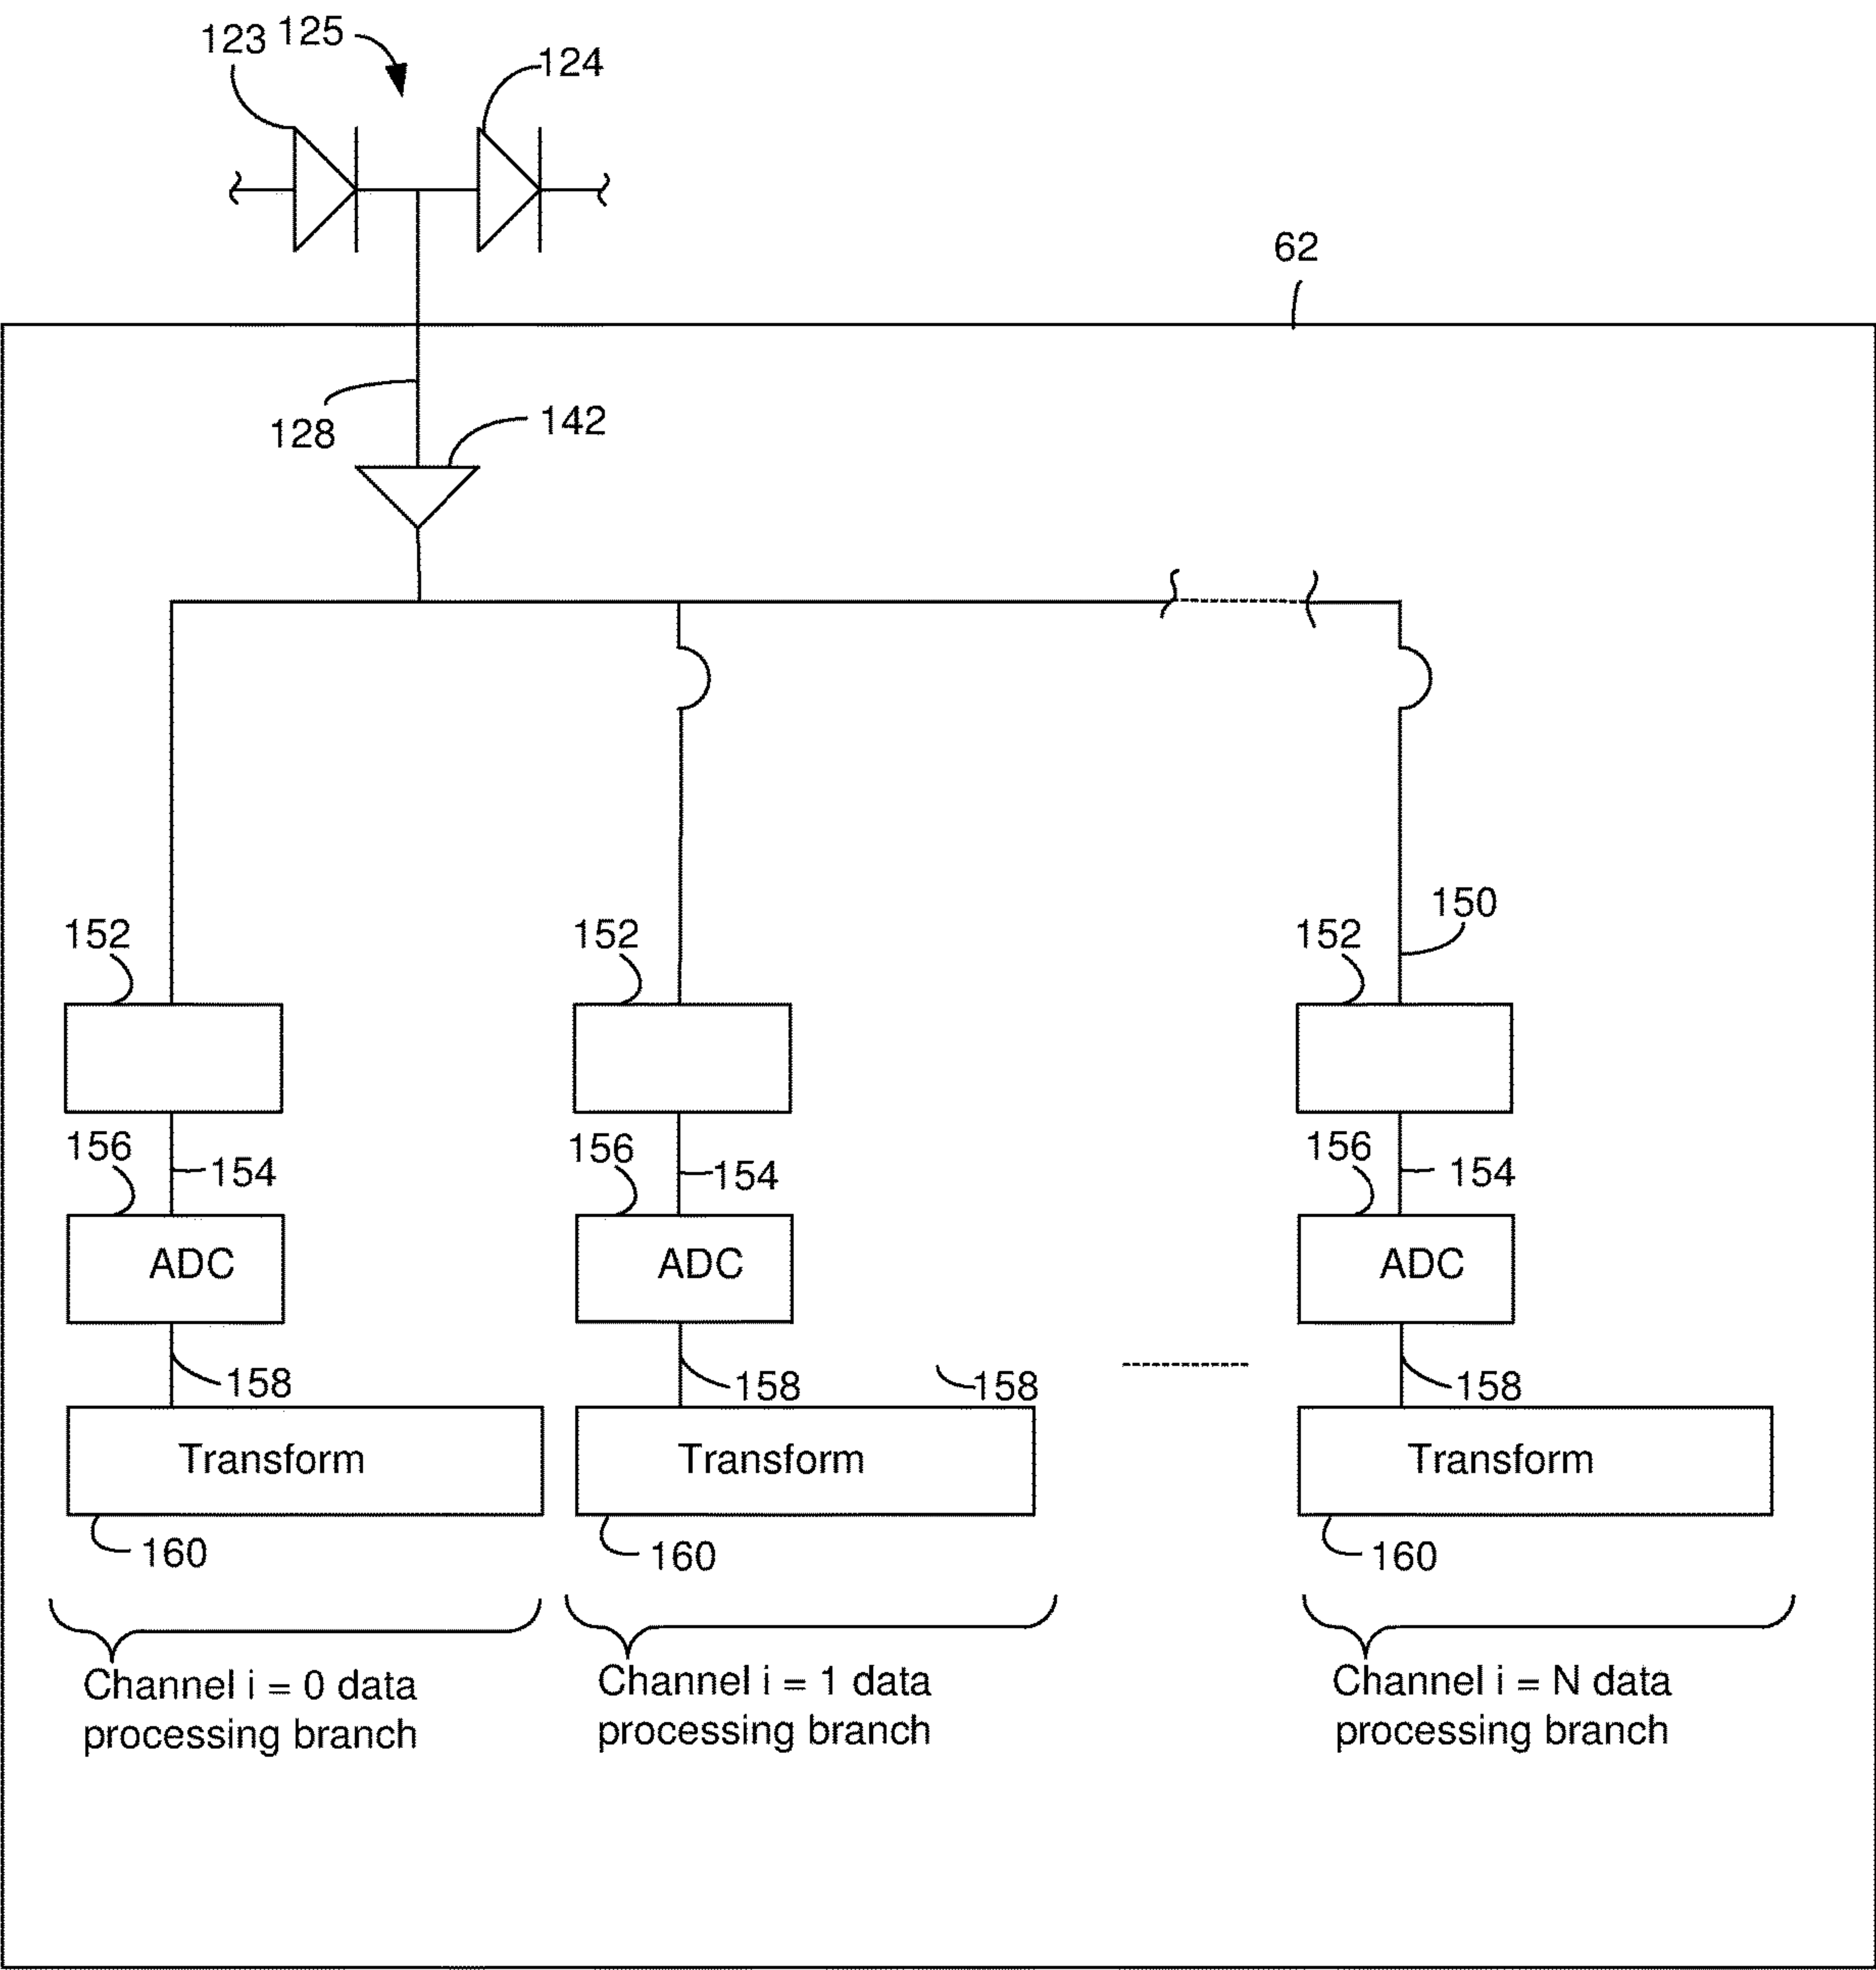 123 125
124
62
128
142
150
152
152
152
156
154
156
154
156
154
ADC
ADC
ADC
158
158
158
158
Transform
Transform
Transform
160
160
160
Channel i = 0 data
processing branch
Channel i = 1 data
processing branch
Channel i = N data
processing branch